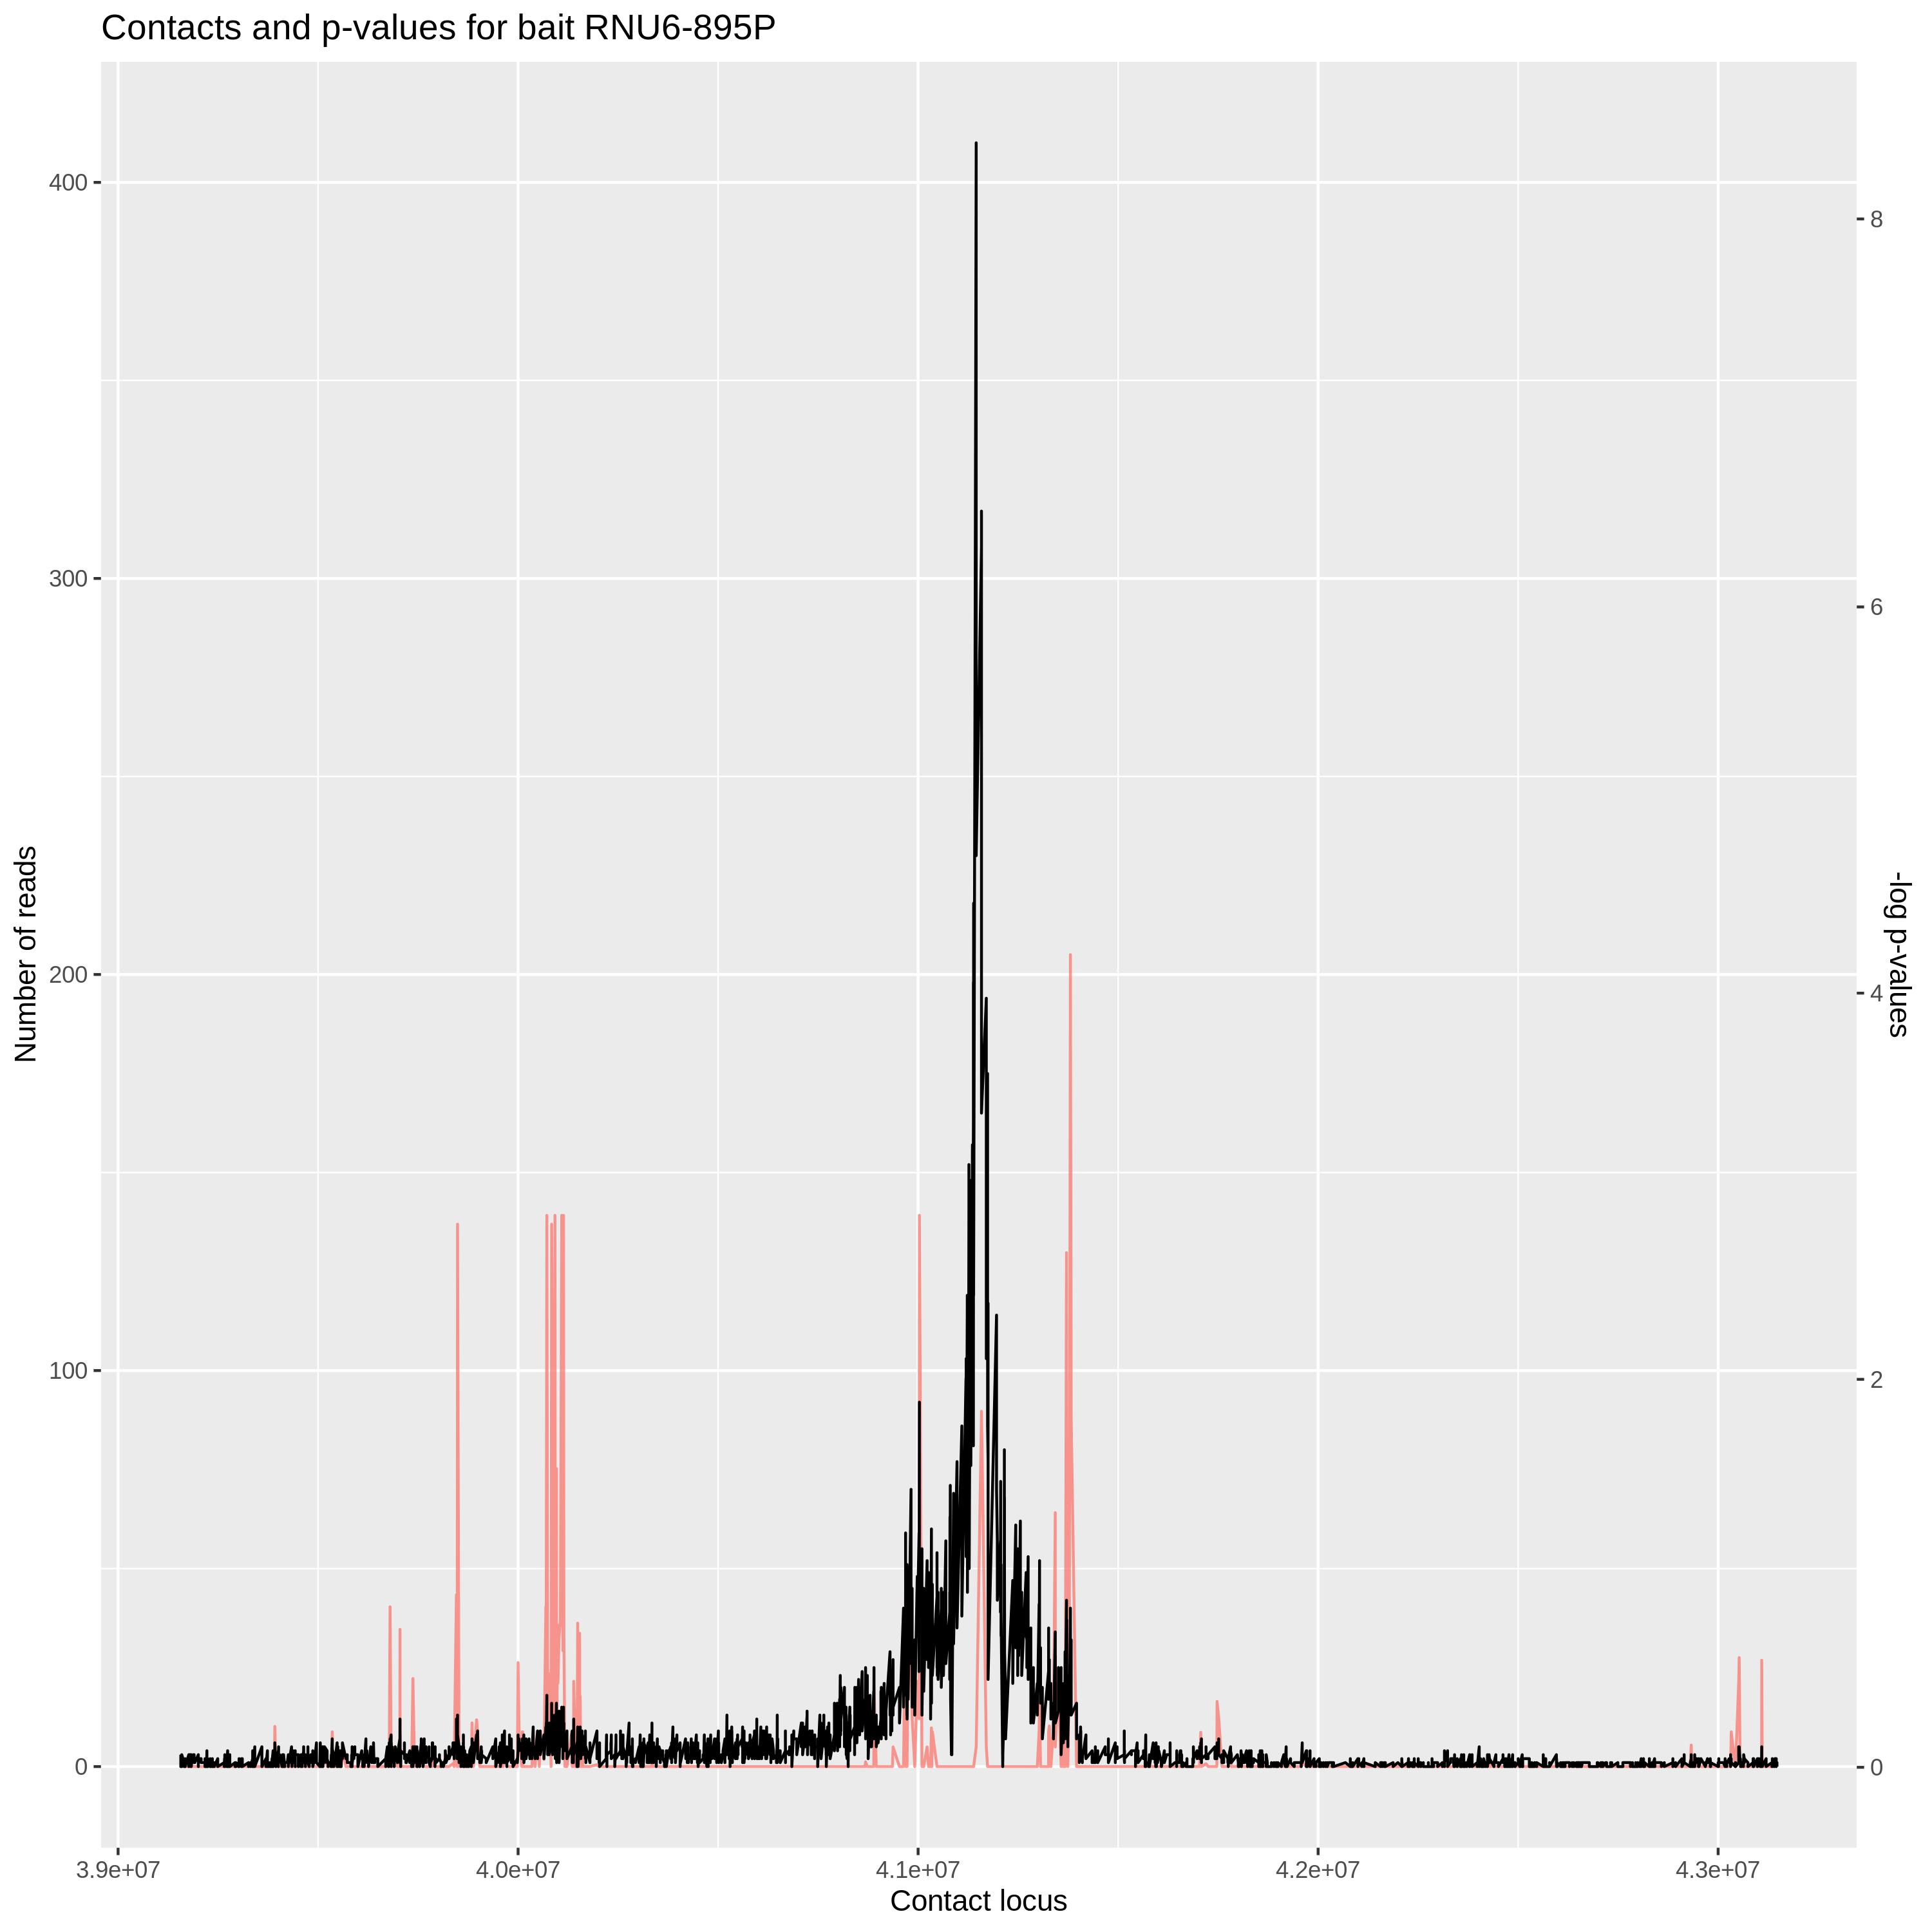 Contacts and p-values for bait RNU6-895P
400
300
200
100
0
8
6
4
2
0
Number of reads
-log p-values
3.9e+07
4.0e+07
4.1e+07
4.2e+07
4.3e+07
Contact locus